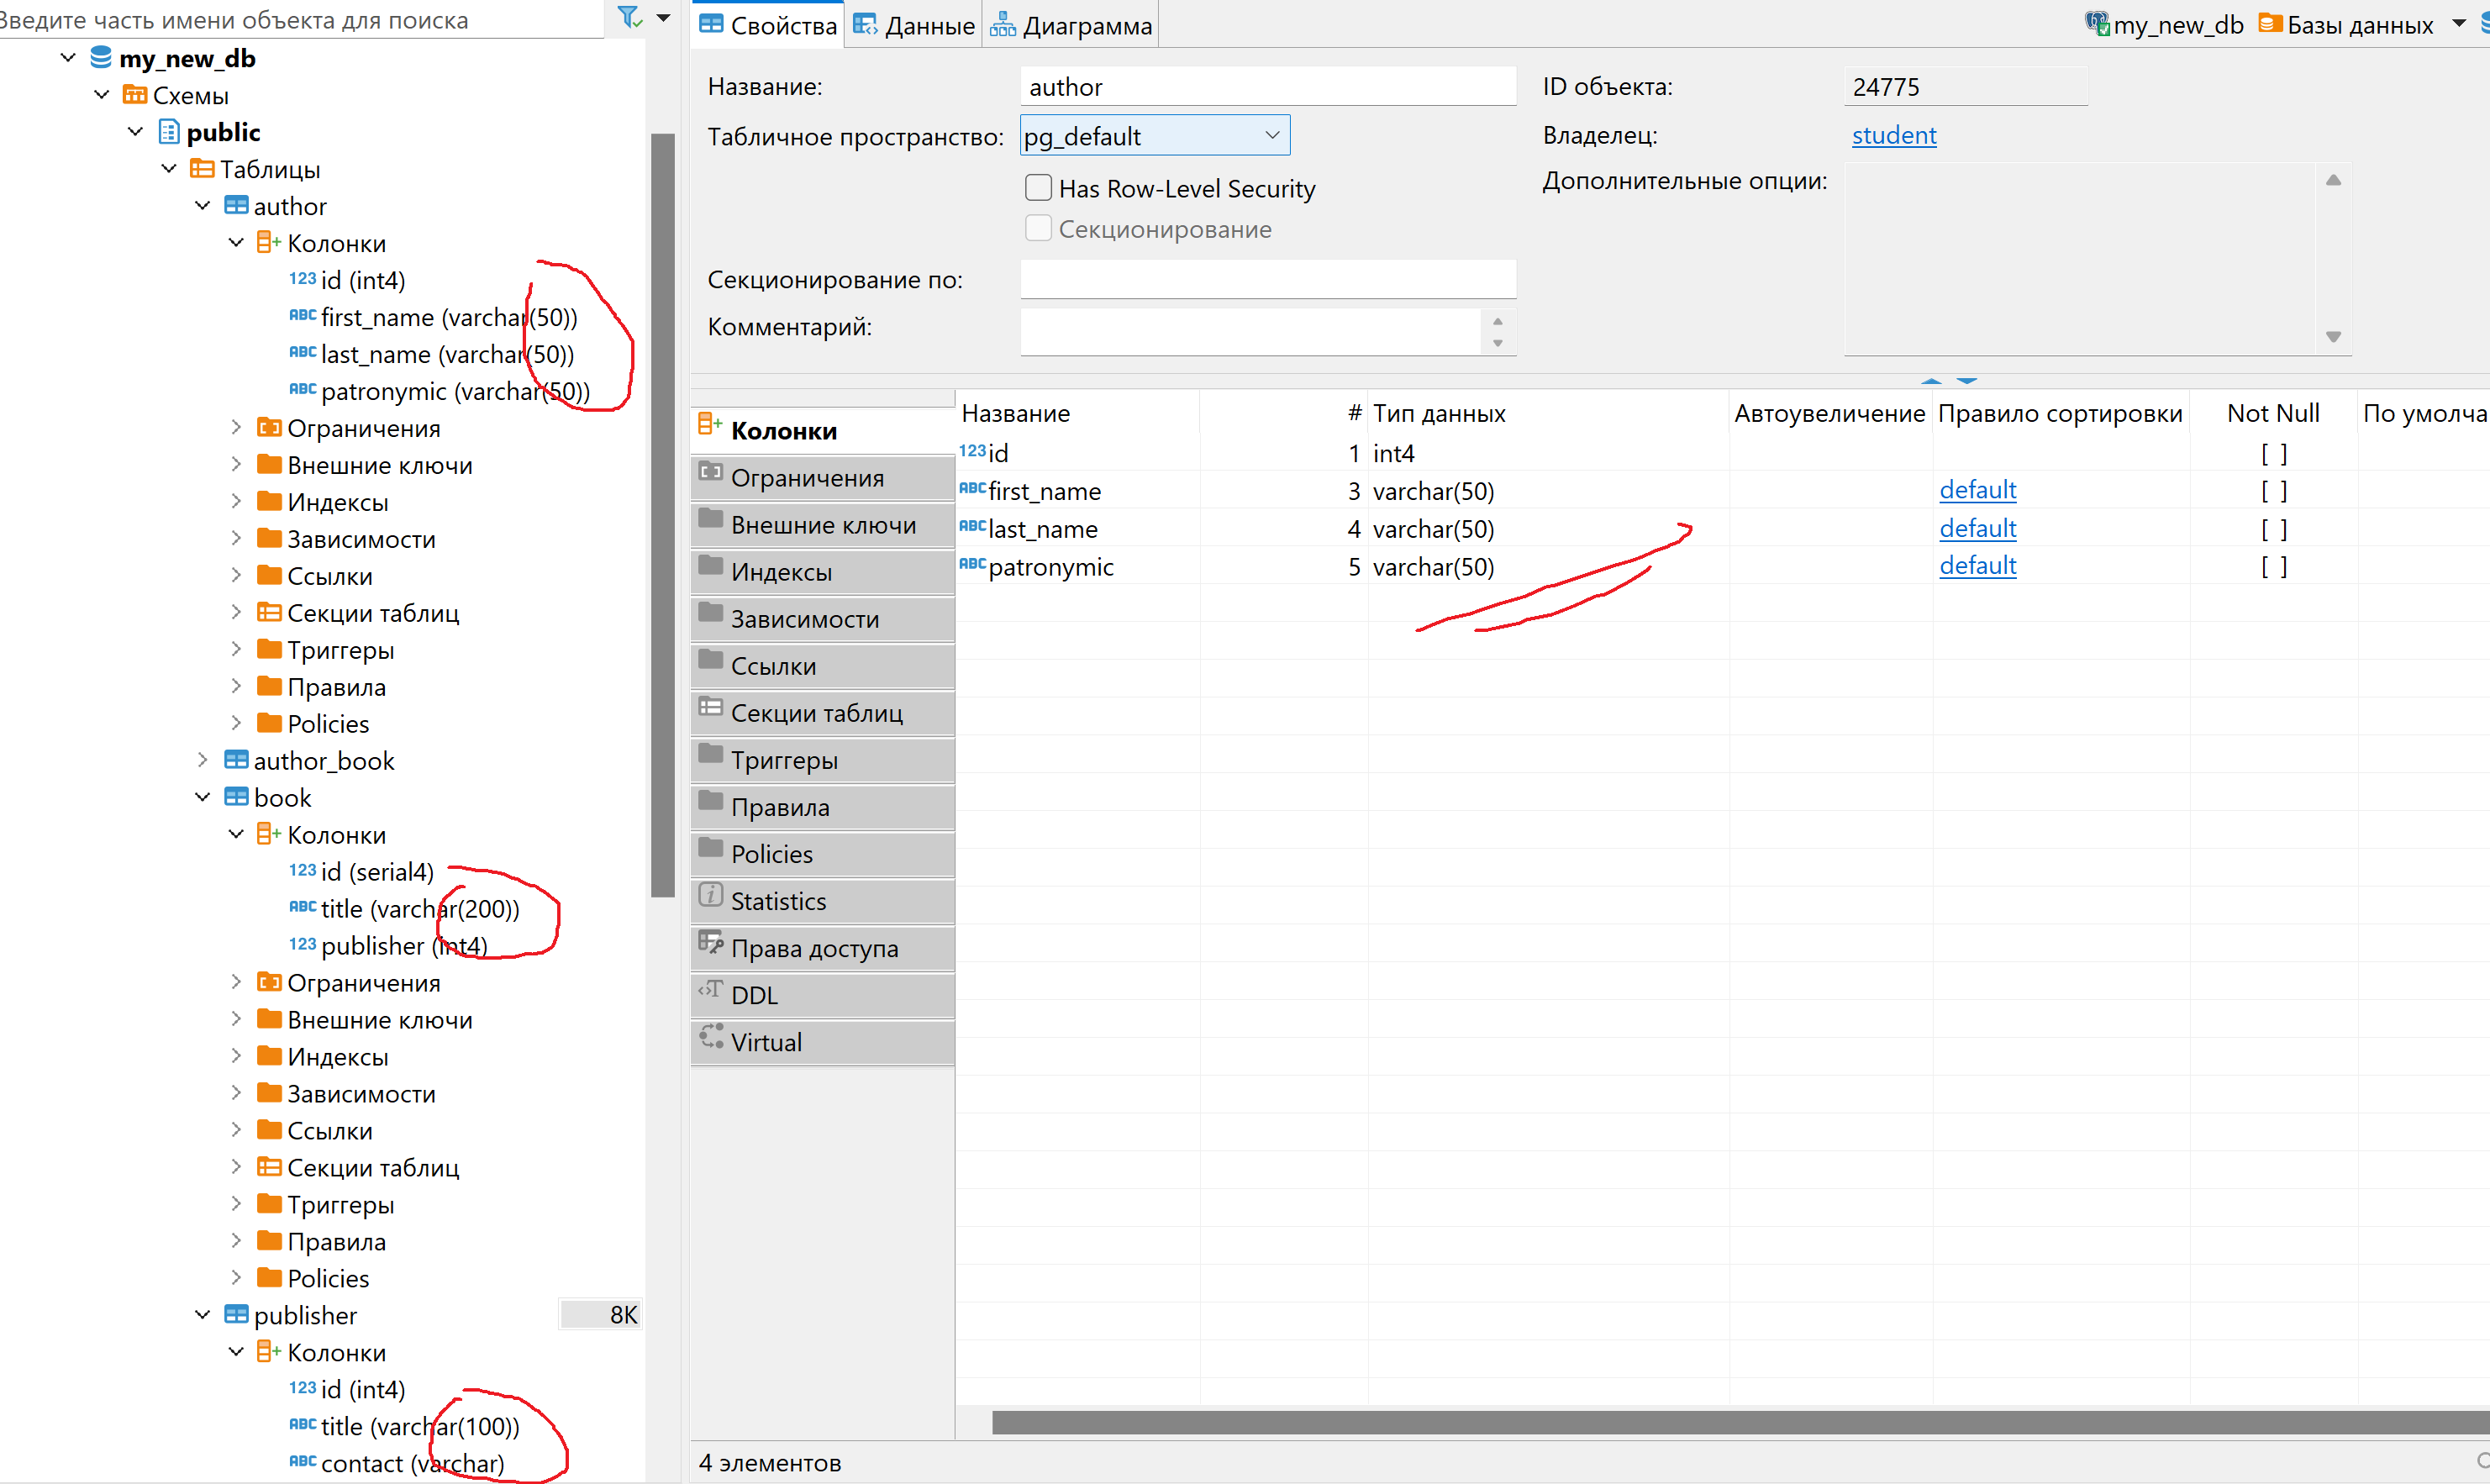 Введите часть имени объекта для поиска
my_new_db
Схемы
public
Таблицы
author
Колонки
123 id (int4)
ABC first_name (varchar(50))
ABC last_name (varchar(50))
ABC patronymic (varchar(50))
Ограничения
Внешние ключи
Индексы
Зависимости
Ссылки
Секции таблиц
Триггеры
Правила
Policies
author_book
book
Колонки
123 id (serial4)
ABC title (varchar(200))
123 publisher (int4)
Ограничения
Внешние ключи
Индексы
Зависимости
Ссылки
Секции таблиц
Триггеры
Правила
Policies
publisher 8K
Колонки
123 id (int4)
ABC title (varchar(100))
ABC contact (varchar)
Свойства Данные Диаграмма my_new_db Базы данных
Название: author
Табличное пространство: pg_default
Has Row-Level Security
Секционирование
Секционирование по:
Комментарий:
ID объекта: 24775
Владелец: student
Дополнительные опции:
Колонки
Ограничения
Внешние ключи
Индексы
Зависимости
Ссылки
Секции таблиц
Триггеры
Правила
Policies
Statistics
Права доступа
DDL
Virtual
Название # Тип данных Автоувеличение Правило сортировки Not Null По умолча
123 id 1 int4 [ ]
ABC first_name 3 varchar(50) default [ ]
ABC last_name 4 varchar(50) default [ ]
ABC patronymic 5 varchar(50) default [ ]
4 элементов